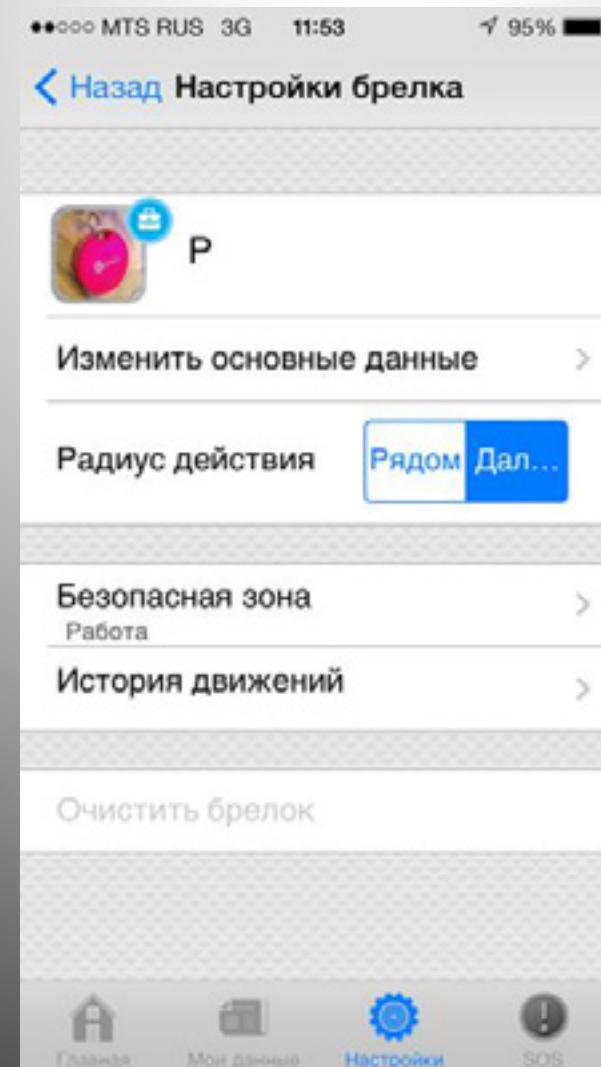 MTS RUS 3G 11:53 95%
Назад Настройки брелка
Р
Изменить основные данные
Радиус действия Рядом Дал...
Безопасная зона
Работа
История движений
Очистить брелок
Главная Мои данные Настройки SOS